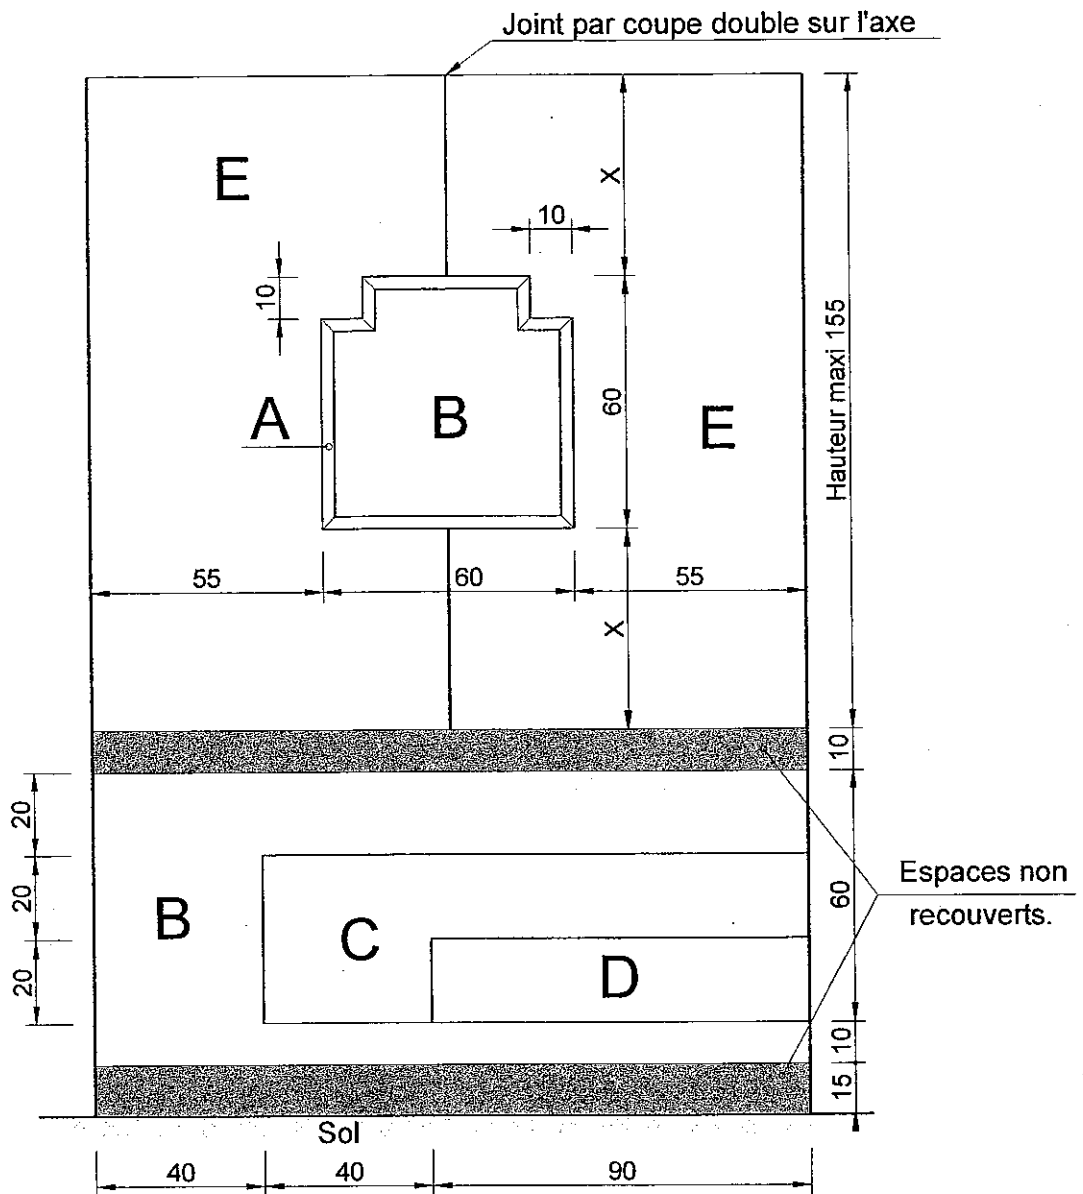 Joint par coupe double sur l'axe
E
X
10
10
Hauteur maxi 155
60
A
B
E
55
60
55
X
10
20
20
20
B
C
D
60
Espaces non
recouverts.
10
15
Sol
40
40
90